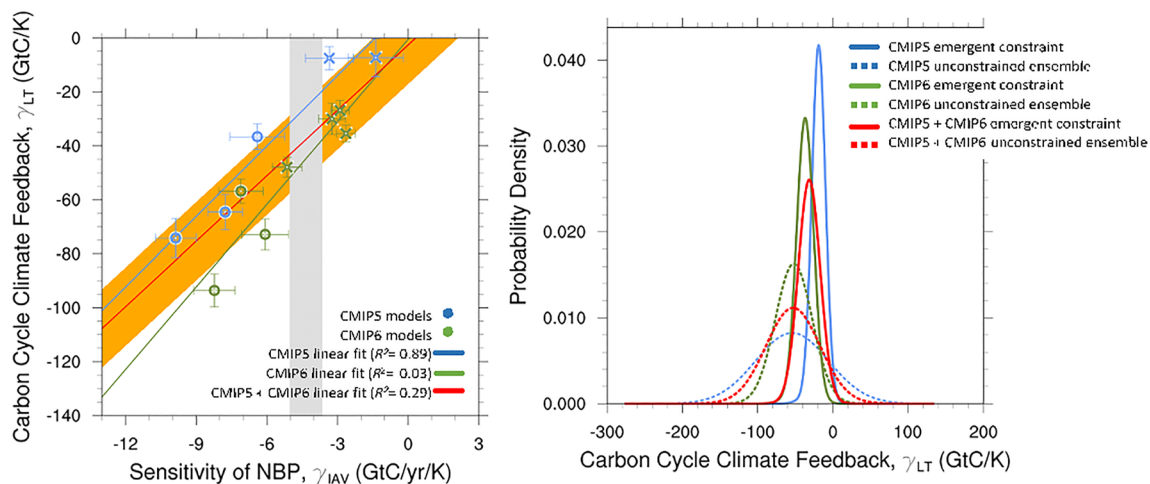 Carbon Cycle Climate Feedback, γLT (GtC/K)
0
-20
-40
-60
-80
-100
-120
-140
CMIP5 models
CMIP6 models
CMIP5 linear fit (R²= 0.89)
CMIP6 linear fit (R²= 0.03)
CMIP5 + CMIP6 linear fit (R²= 0.29)
-12 -9 -6 -3 0 3
Sensitivity of NBP, γIAV (GtC/yr/K)
Probability Density
0.040
0.030
0.020
0.010
0.000
CMIP5 emergent constraint
CMIP5 unconstrained ensemble
CMIP6 emergent constraint
CMIP6 unconstrained ensemble
CMIP5 + CMIP6 emergent constraint
CMIP5 + CMIP6 unconstrained ensemble
-300 -200 -100 0 100 200
Carbon Cycle Climate Feedback, γLT (GtC/K)